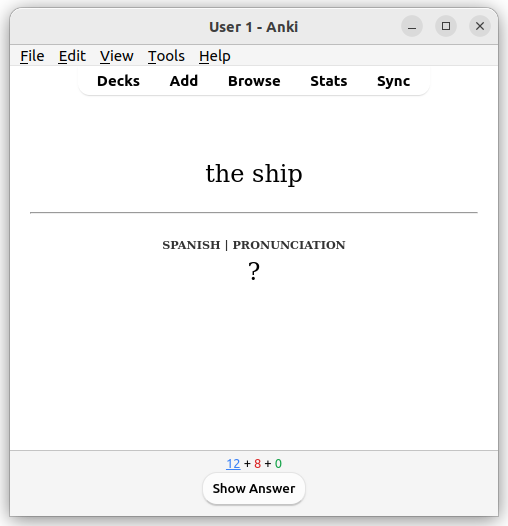 User 1 - Anki
File Edit View Tools Help
Decks Add Browse Stats Sync
the ship
SPANISH | PRONUNCIATION
?
12 + 8 + 0
Show Answer